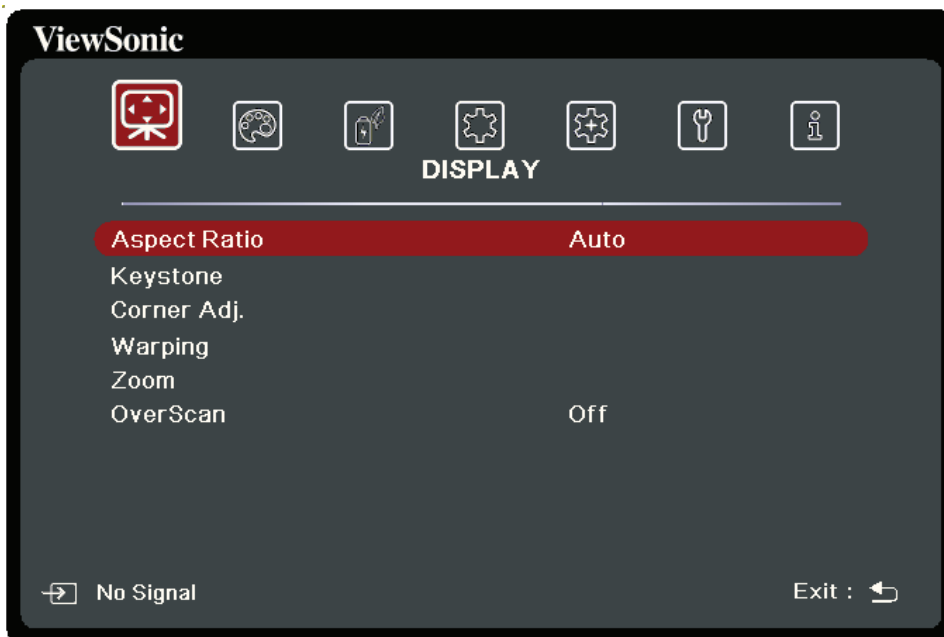 ViewSonic
DISPLAY
Aspect Ratio Auto
Keystone
Corner Adj.
Warping
Zoom
OverScan Off
No Signal Exit :